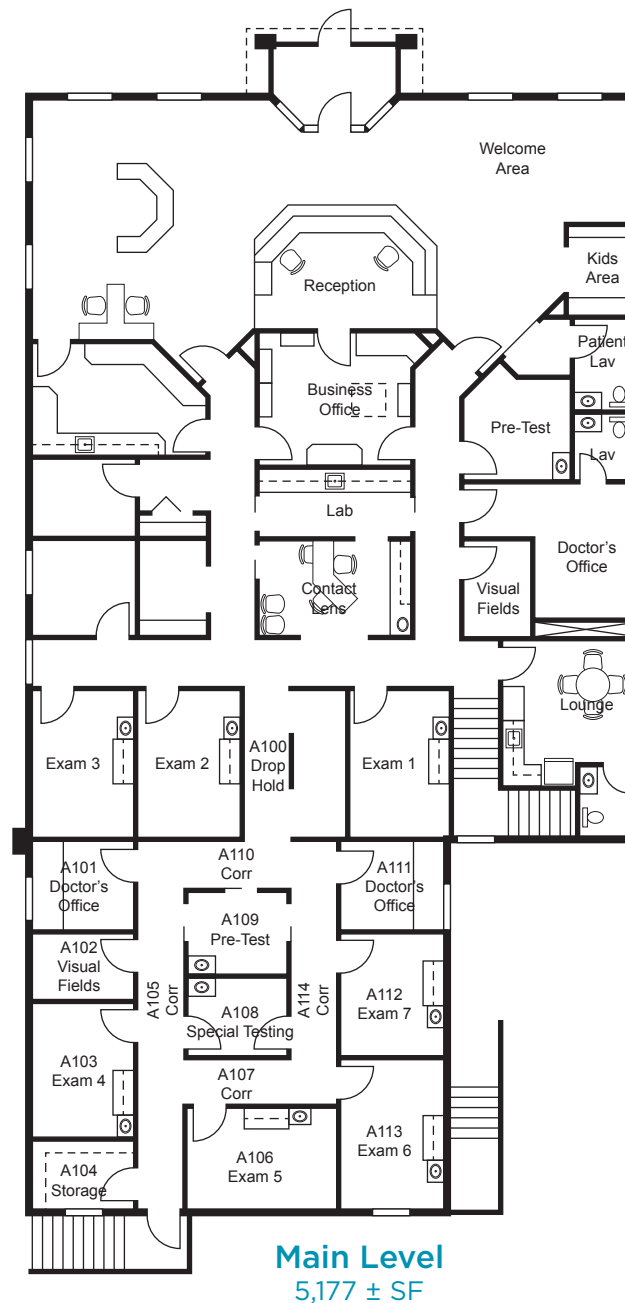 Welcome
Area
Kids
Area
Reception
Patient
Lav
Business
Office
Pre-Test
Lav
Lab
Doctor's
Office
Contact
Lens
Visual
Fields
Lounge
Exam 3
Exam 2
A100
Drop
Hold
Exam 1
A110
Corr
A101
Doctor's
Office
A111
Doctor's
Office
A109
Pre-Test
A102
Visual
Fields
A105
Corr
A114
Corr
A112
Exam 7
A108
Special Testing
A103
Exam 4
A107
Corr
A113
Exam 6
A106
Exam 5
A104
Storage
Main Level
5,177 ± SF